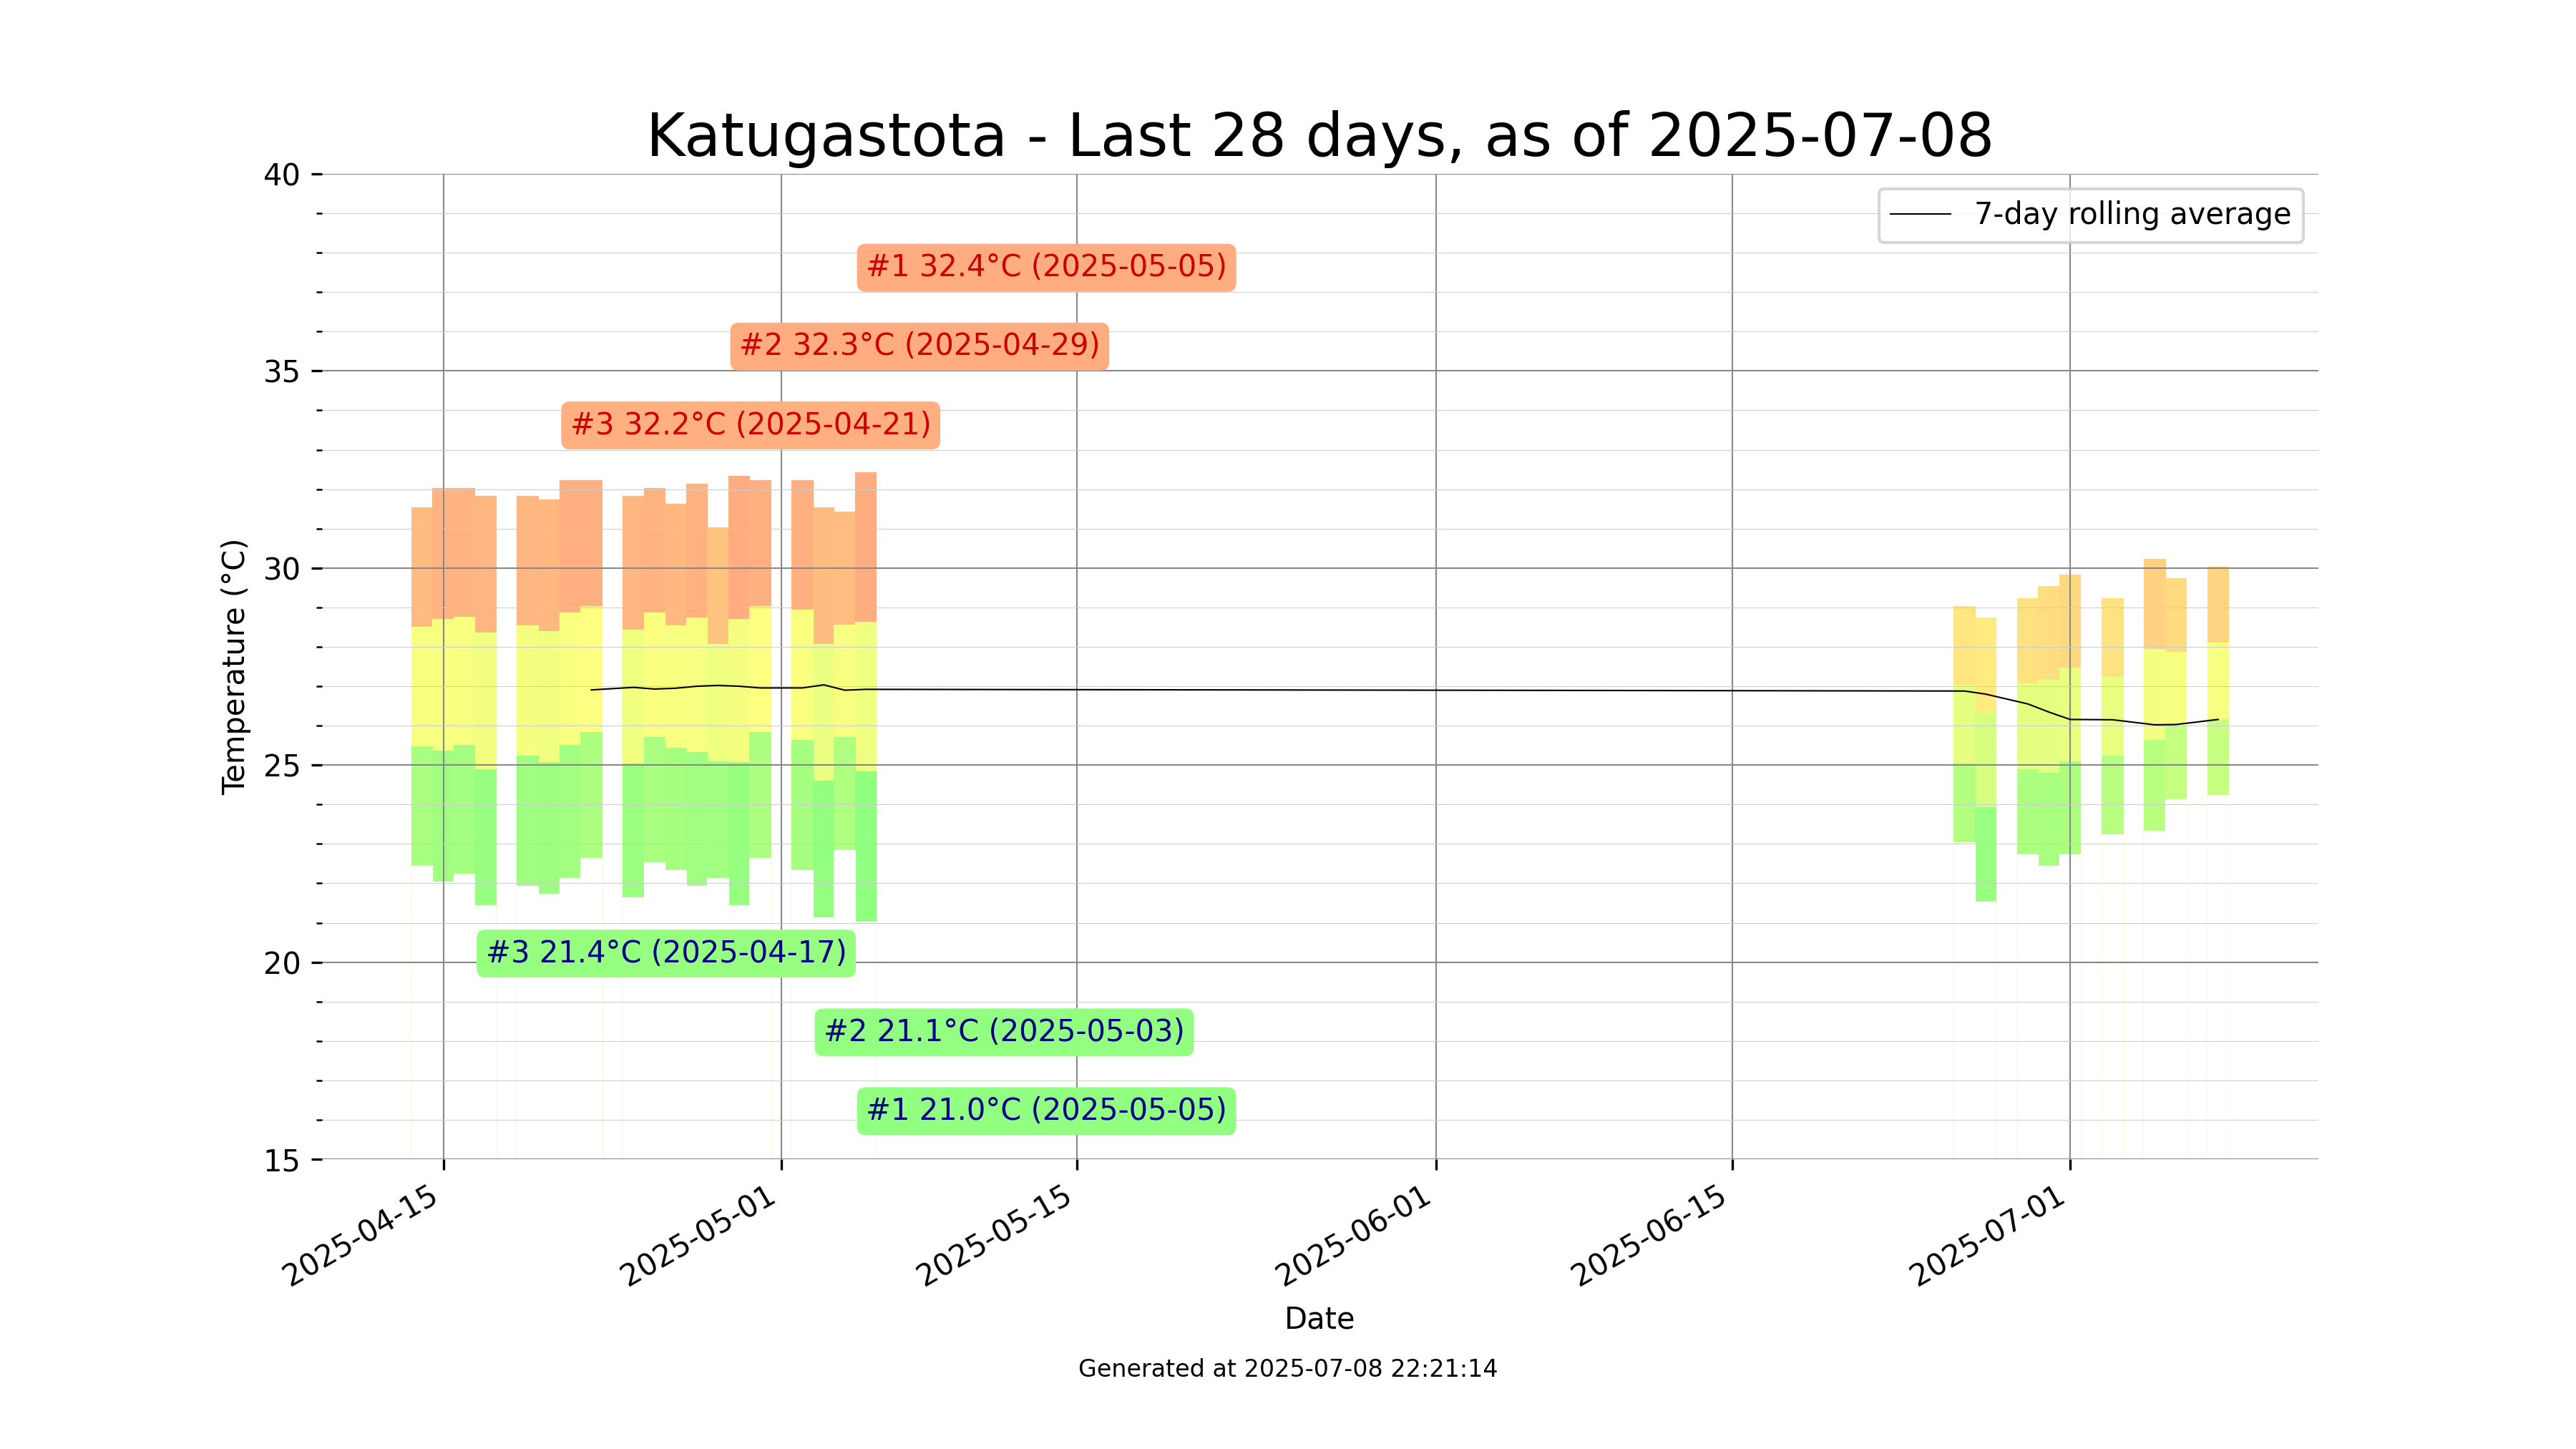 Katugastota - Last 28 days, as of 2025-07-08
7-day rolling average
#1 32.4°C (2025-05-05)
#2 32.3°C (2025-04-29)
#3 32.2°C (2025-04-21)
#3 21.4°C (2025-04-17)
#2 21.1°C (2025-05-03)
#1 21.0°C (2025-05-05)
Temperature (°C)
40
35
30
25
20
15
2025-04-15
2025-05-01
2025-05-15
2025-06-01
2025-06-15
2025-07-01
Date
Generated at 2025-07-08 22:21:14